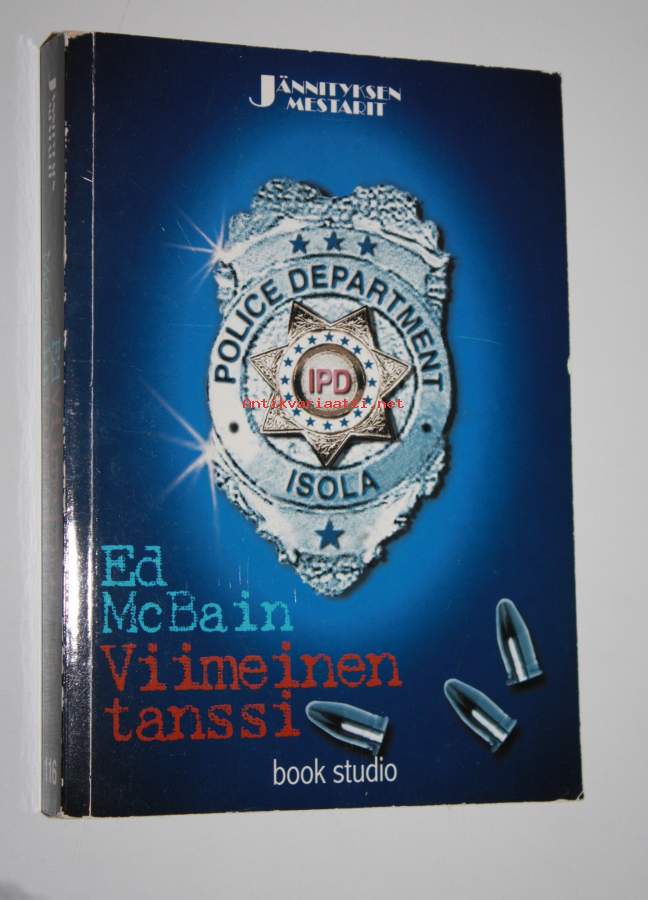 JÄNNITYKSEN
MESTARIT
POLICE DEPARTMENT
IPD
antikvariaatti.net
ISOLA
Ed
McBain
Viimeinen
tanssi
book studio
116